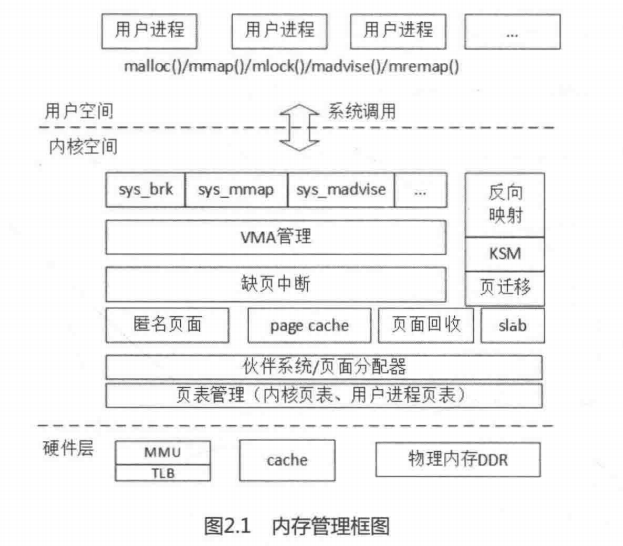 用户进程 用户进程 用户进程 ...
malloc()/mmap()/mlock()/madvise()/mremap()
用户空间 系统调用
内核空间
sys_brk sys_mmap sys_madvise ... 反向
映射
VMA管理
KSM
缺页中断 页迁移
匿名页面 page cache 页面回收 slab
伙伴系统/页面分配器
页表管理（内核页表、用户进程页表）
硬件层 MMU
TLB
cache 物理内存DDR
图2.1 内存管理框图